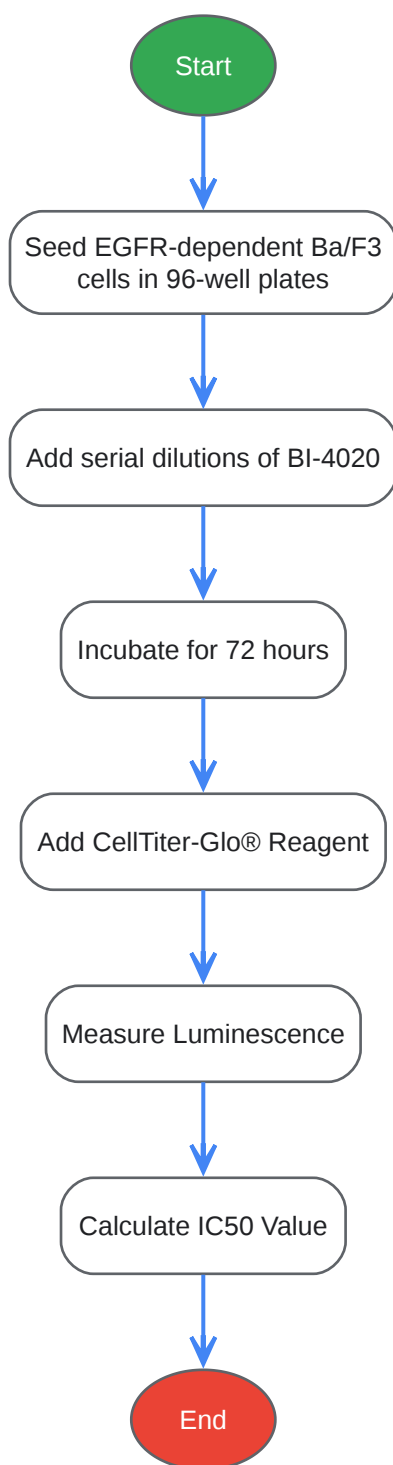 Start
Seed EGFR-dependent Ba/F3
cells in 96-well plates
Add serial dilutions of BI-4020
Incubate for 72 hours
Add CellTiter-Glo® Reagent
Measure Luminescence
Calculate IC50 Value
End